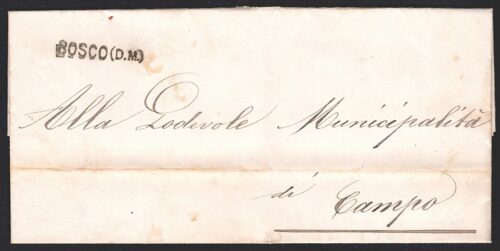 BOSCO (D.M.)
Alla Lodevole Municipalità
di Campo